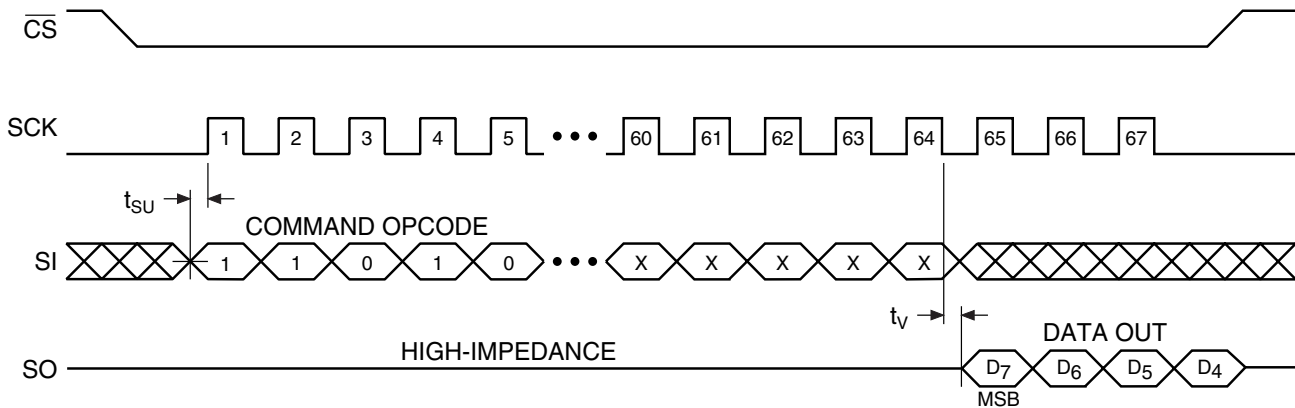 CS
SCK 1 2 3 4 5 ••• 60 61 62 63 64 65 66 67
tSU
COMMAND OPCODE
SI 1 1 0 1 0 ••• X X X X X
tV
DATA OUT
HIGH-IMPEDANCE
SO D7 D6 D5 D4
MSB